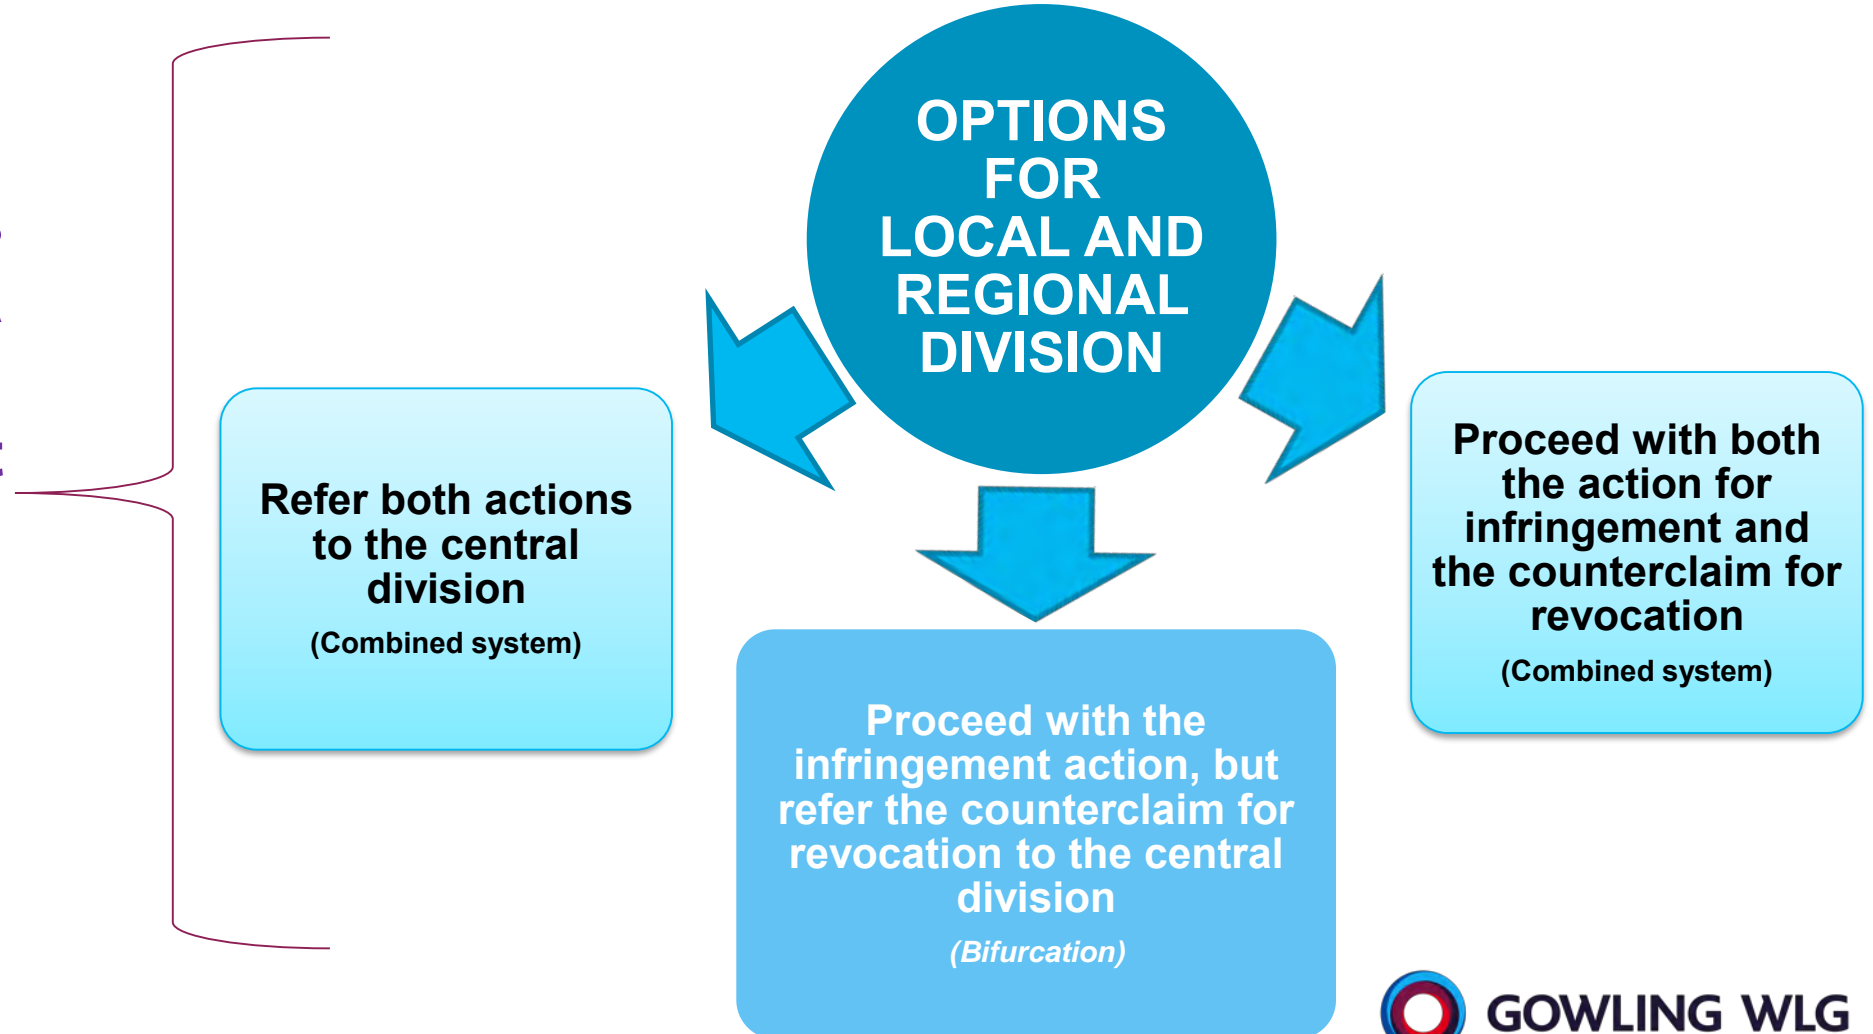 OPTIONS
FOR
LOCAL AND
REGIONAL
DIVISION
Refer both actions
to the central
division
(Combined system)
Proceed with the
infringement action, but
refer the counterclaim for
revocation to the central
division
(Bifurcation)
Proceed with both
the action for
infringement and
the counterclaim for
revocation
(Combined system)
GOWLING WLG